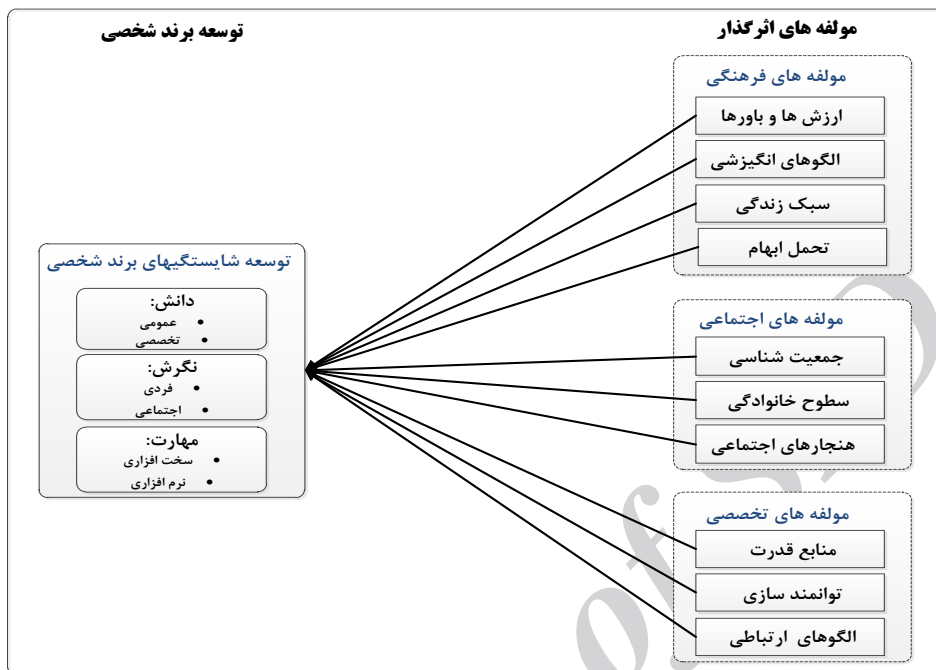 مولفه های اثرگذار
مولفه های فرهنگی
ارزش ها و باورها
الگوهای انگیزشی
سبک زندگی
تحمل ابهام
مولفه های اجتماعی
جمعیت شناسی
سطوح خانوادگی
هنجارهای اجتماعی
مولفه های تخصصی
منابع قدرت
توانمند سازی
الگوهای ارتباطی
توسعه برند شخصی
توسعه شایستگیهای برند شخصی
دانش:
• عمومی
• تخصصی
نگرش:
• فردی
• اجتماعی
مهارت:
• سخت افزاری
• نرم افزاری
of